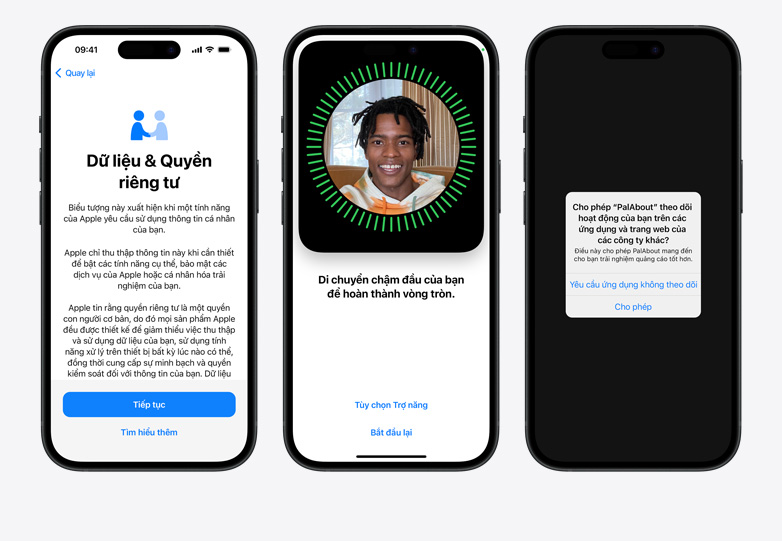 09:41
Quay lại
Dữ liệu & Quyền
riêng tư
Biểu tượng này xuất hiện khi một tính năng
của Apple yêu cầu sử dụng thông tin cá nhân
của bạn.
Apple chỉ thu thập thông tin này khi cần thiết
để bật các tính năng cụ thể, bảo mật các
dịch vụ của Apple hoặc cá nhân hóa trải
nghiệm của bạn.
Apple tin rằng quyền riêng tư là một quyền
con người cơ bản, do đó mọi sản phẩm Apple
đều được thiết kế để giảm thiểu việc thu thập
và sử dụng dữ liệu của bạn, sử dụng tính
năng xử lý trên thiết bị bất kỳ lúc nào có thể,
đồng thời cung cấp sự minh bạch và quyền
kiểm soát đối với thông tin của bạn. Dữ liệu
Tiếp tục
Tìm hiểu thêm
Di chuyển chậm đầu của bạn
để hoàn thành vòng tròn.
Tùy chọn Trợ năng
Bắt đầu lại
Cho phép “PalAbout” theo dõi
hoạt động của bạn trên các
ứng dụng và trang web của
các công ty khác?
Điều này cho phép PalAbout mang đến
cho bạn trải nghiệm quảng cáo tốt hơn.
Yêu cầu ứng dụng không theo dõi
Cho phép